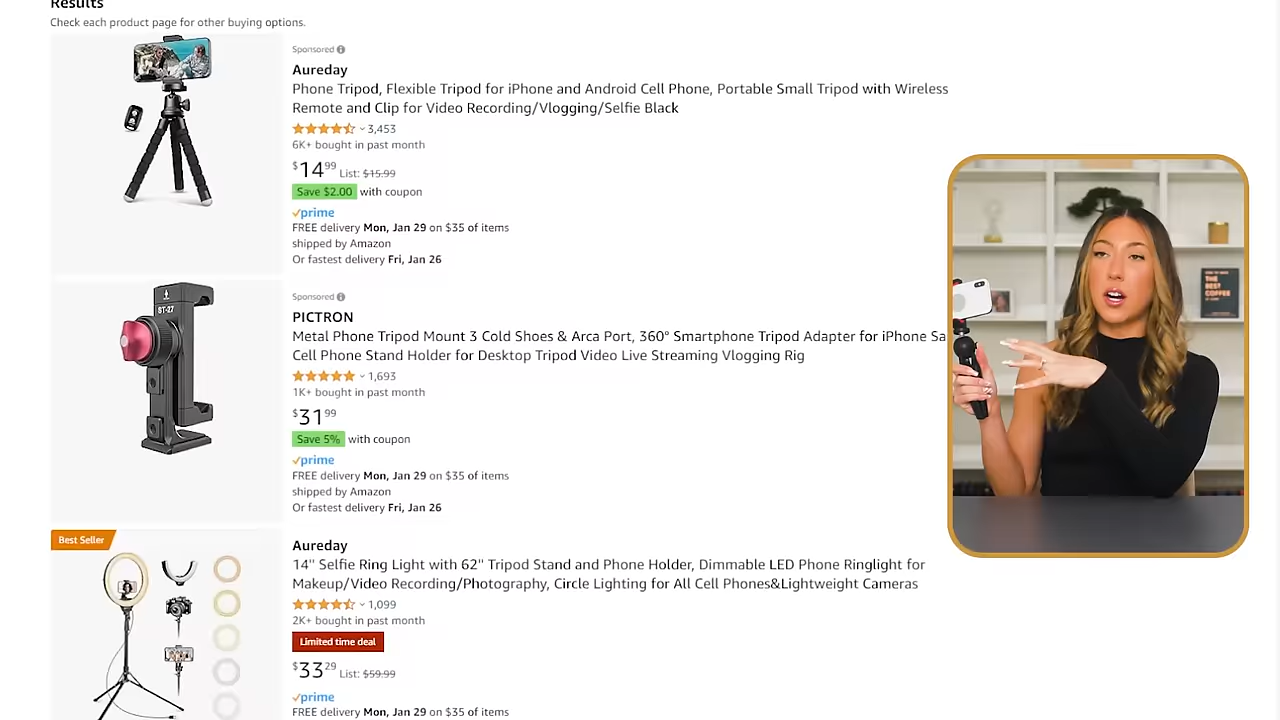 Results
Check each product page for other buying options.
Sponsored
Aureday
Phone Tripod, Flexible Tripod for iPhone and Android Cell Phone, Portable Small Tripod with Wireless
Remote and Clip for Video Recording/Vlogging/Selfie Black
3,453
6K+ bought in past month
$14.99 List: $15.99
Save $2.00 with coupon
prime
FREE delivery Mon, Jan 29 on $35 of items
shipped by Amazon
Or fastest delivery Fri, Jan 26
ST-27
Sponsored
PICTRON
Metal Phone Tripod Mount 3 Cold Shoes & Arca Port, 360° Smartphone Tripod Adapter for iPhone Sa
Cell Phone Stand Holder for Desktop Tripod Video Live Streaming Vlogging Rig
1,693
1K+ bought in past month
$31.99
Save 5% with coupon
prime
FREE delivery Mon, Jan 29 on $35 of items
shipped by Amazon
Or fastest delivery Fri, Jan 26
Best Seller
Aureday
14" Selfie Ring Light with 62" Tripod Stand and Phone Holder, Dimmable LED Phone Ringlight for
Makeup/Video Recording/Photography, Circle Lighting for All Cell Phones&Lightweight Cameras
1,099
2K+ bought in past month
Limited time deal
$33.29 List: $59.99
prime
FREE delivery Mon, Jan 29 on $35 of items
THE
BEST
COFFEE